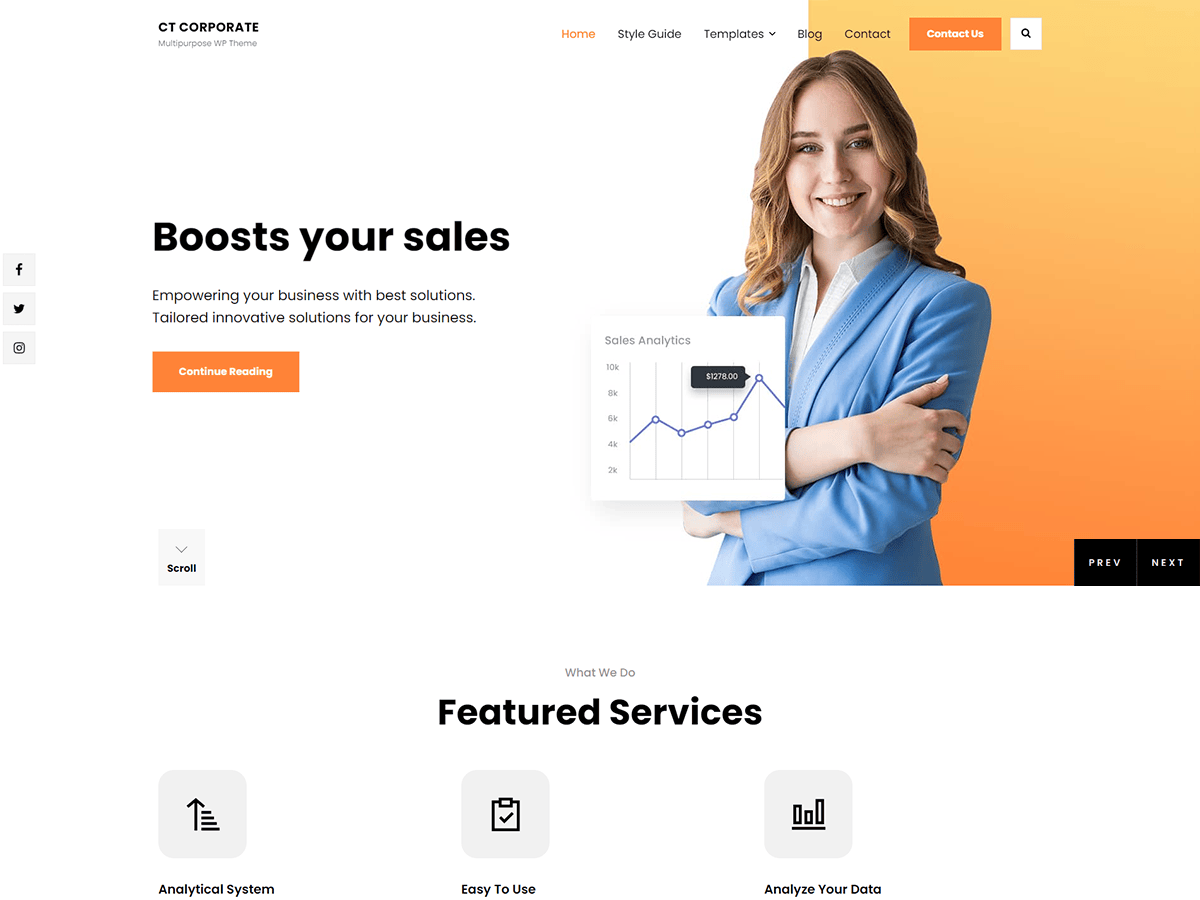 CT CORPORATE
Multipurpose WP Theme
Home Style Guide Templates Blog Contact Contact Us
Boosts your sales
Empowering your business with best solutions.
Tailored innovative solutions for your business.
Continue Reading
Sales Analytics
10k
$1278.00
8k
6k
4k
2k
Scroll
PREV NEXT
What We Do
Featured Services
Analytical System
Easy To Use
Analyze Your Data